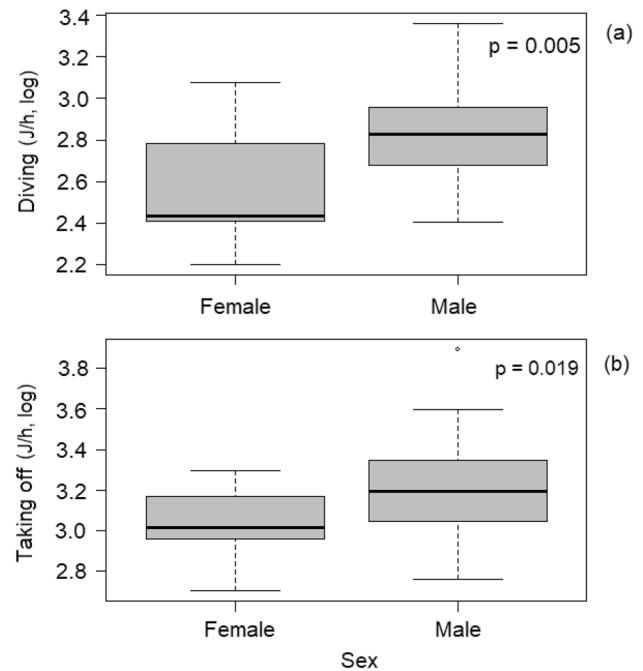 (a)
p = 0.005
Diving (J/h, log)
3.4
3.2
3.0
2.8
2.6
2.4
2.2
Female Male
(b)
p = 0.019
Taking off (J/h, log)
3.8
3.6
3.4
3.2
3.0
2.8
Female Male
Sex